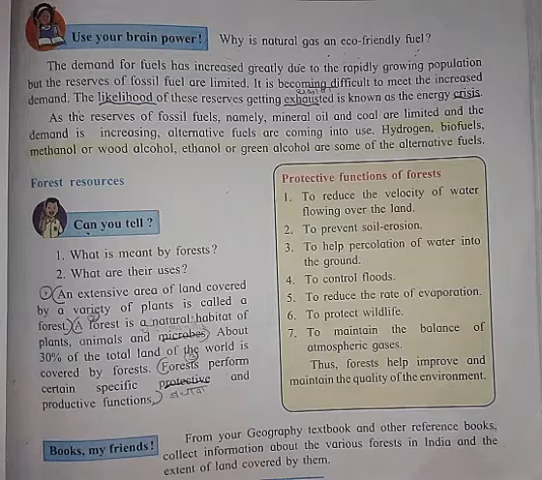 Use your brain power! Why is natural gas an eco-friendly fuel?
The demand for fuels has increased greatly due to the rapidly growing population
but the reserves of fossil fuel are limited. It is becoming difficult to meet the increased
demand. The likelihood of these reserves getting exhausted is known as the energy crisis.
As the reserves of fossil fuels, namely, mineral oil and coal are limited and the
demand is increasing, alternative fuels are coming into use. Hydrogen, biofuels,
methanol or wood alcohol, ethanol or green alcohol are some of the alternative fuels.
Forest resources
Can you tell ?
1. What is meant by forests?
2. What are their uses?
An extensive area of land covered
by a variety of plants is called a
forest. A forest is a natural habitat of
plants, animals and microbes. About
30% of the total land of the world is
covered by forests. Forests perform
certain specific protective and
productive functions.
Protective functions of forests
1. To reduce the velocity of water
flowing over the land.
2. To prevent soil-erosion.
3. To help percolation of water into
the ground.
4. To control floods.
5. To reduce the rate of evaporation.
6. To protect wildlife.
7. To maintain the balance of
atmospheric gases.
Thus, forests help improve and
maintain the quality of the environment.
Books, my friends! From your Geography textbook and other reference books,
collect information about the various forests in India and the
extent of land covered by them.